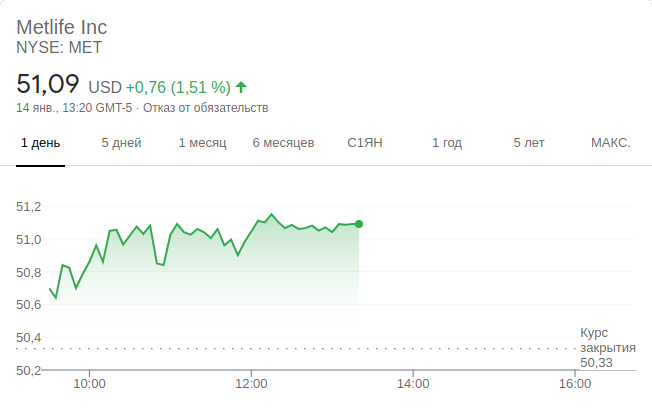 Metlife Inc
NYSE: MET
51,09 USD +0,76 (1,51 %)
14 янв., 13:20 GMT-5 · Отказ от обязательств
1 день 5 дней 1 месяц 6 месяцев С1ЯН 1 год 5 лет МАКС.
51,2
51,0
50,8
50,6
50,4
50,2
Курс
закрытия
50,33
10:00 12:00 14:00 16:00